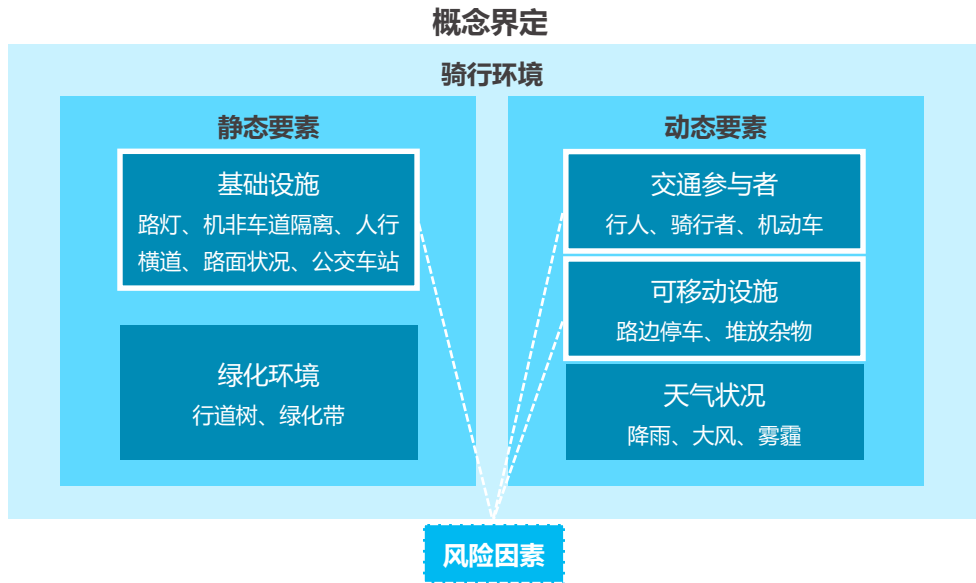 概念界定
骑行环境
静态要素
基础设施
路灯、机非车道隔离、人行
横道、路面状况、公交车站
绿化环境
行道树、绿化带
动态要素
交通参与者
行人、骑行者、机动车
可移动设施
路边停车、堆放杂物
天气状况
降雨、大风、雾霾
风险因素